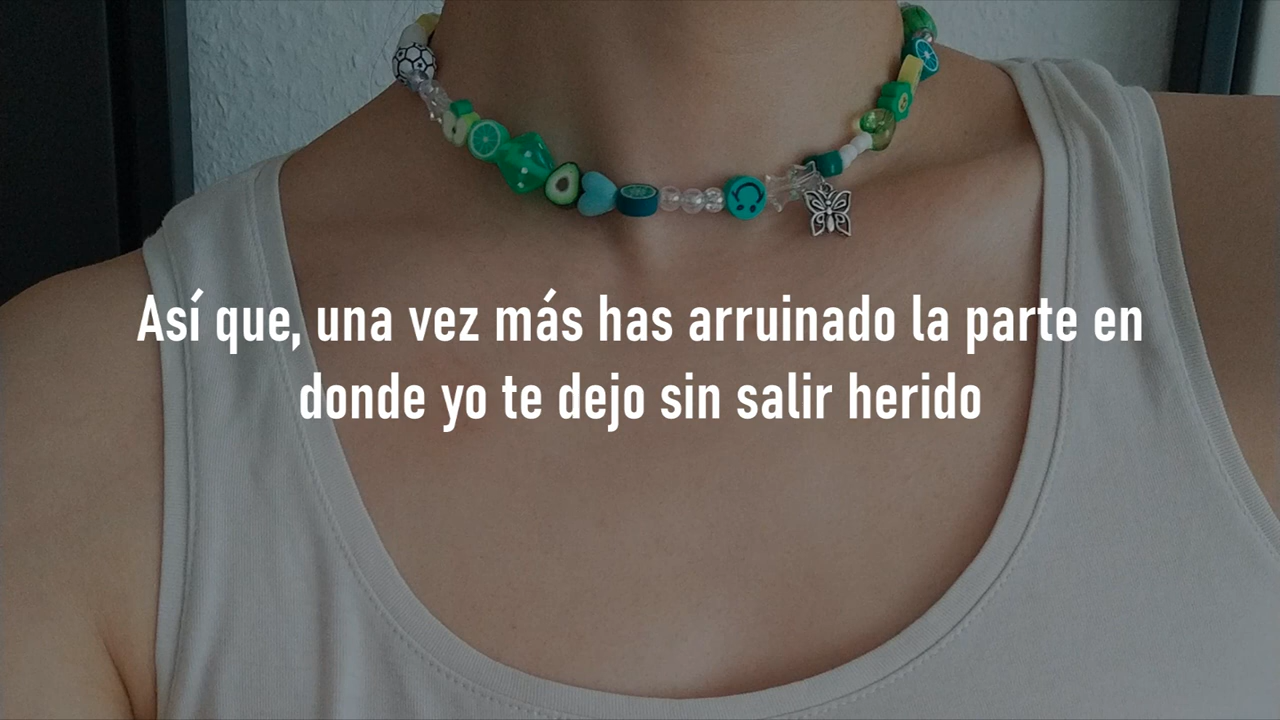 Así que, una vez más has arruinado la parte en
donde yo te dejo sin salir herido